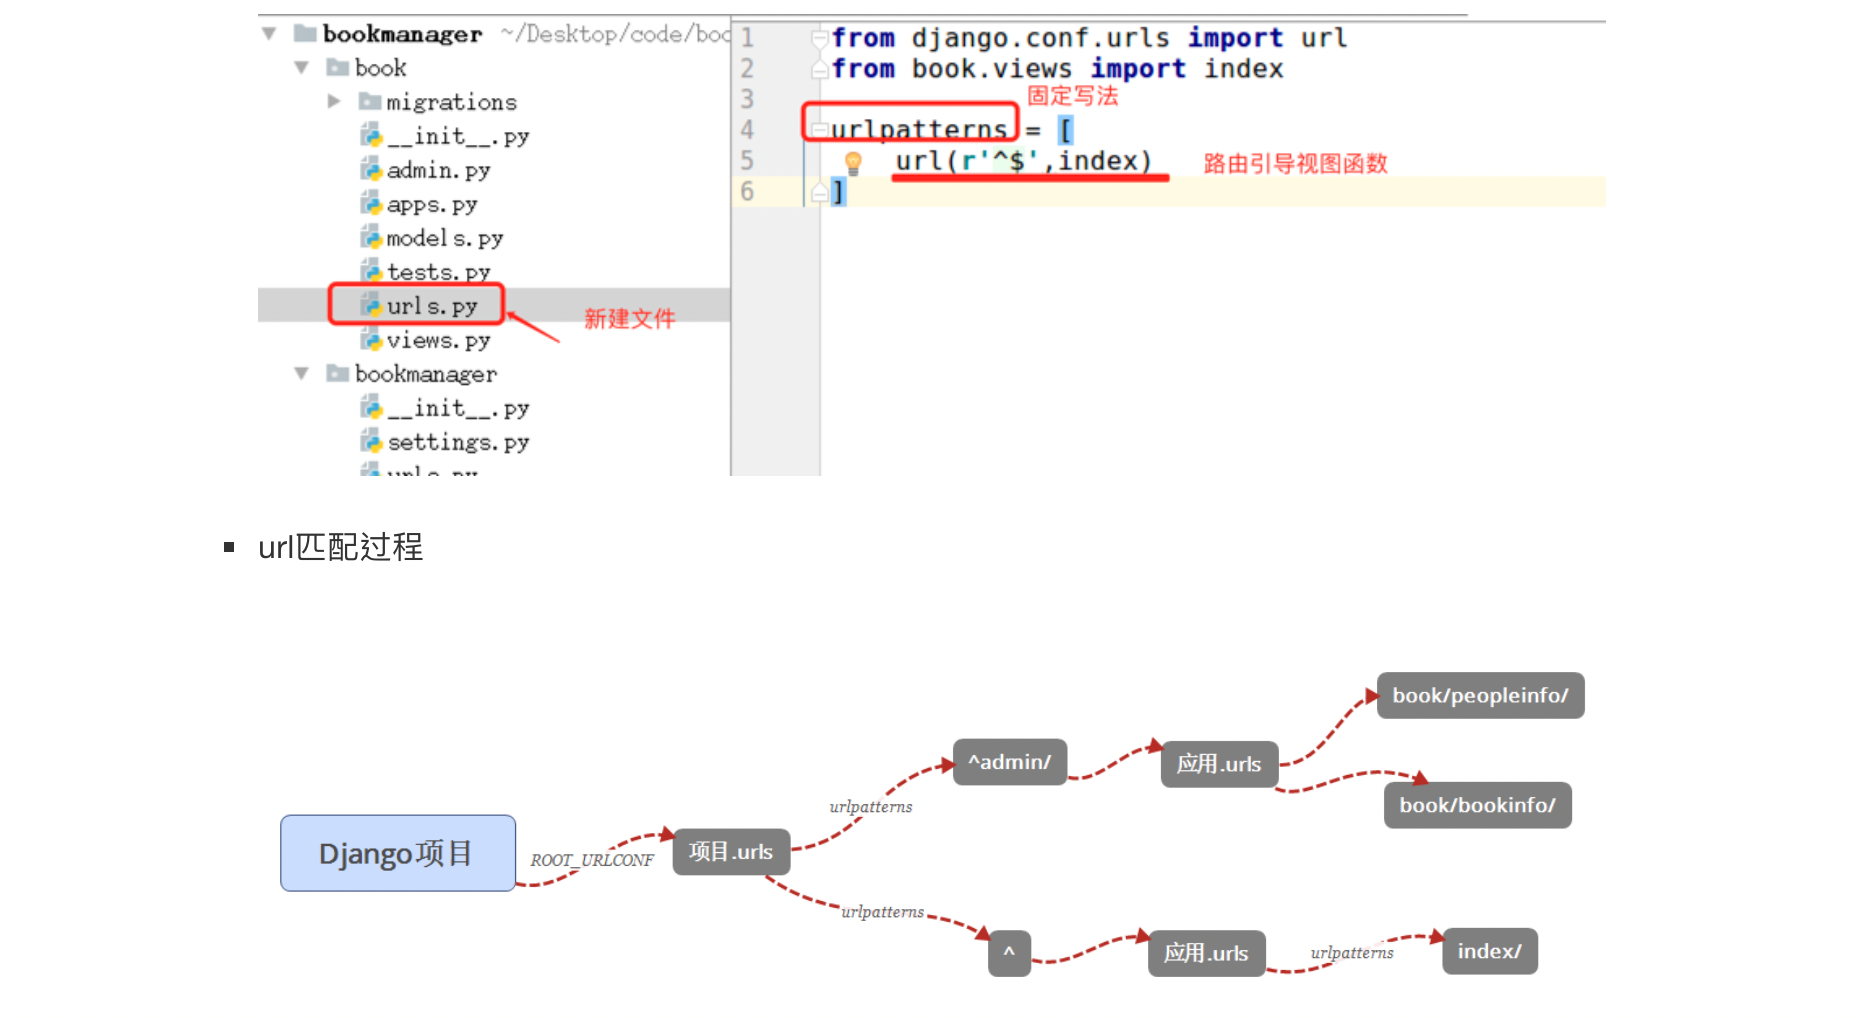 bookmanager ~/Desktop/code/boo
book
migrations
__init__.py
admin.py
apps.py
models.py
tests.py
urls.py
新建文件
views.py
bookmanager
__init__.py
settings.py
urls.py
1 from django.conf.urls import url
2 from book.views import index
3
固定写法
4 urlpatterns = [
5 url(r'^$',index)
路由引导视图函数
6 ]
url匹配过程
Django项目
ROOT_URLCONF
项目.urls
urlpatterns
^admin/
应用.urls
book/peopleinfo/
book/bookinfo/
urlpatterns
^
应用.urls
urlpatterns
index/